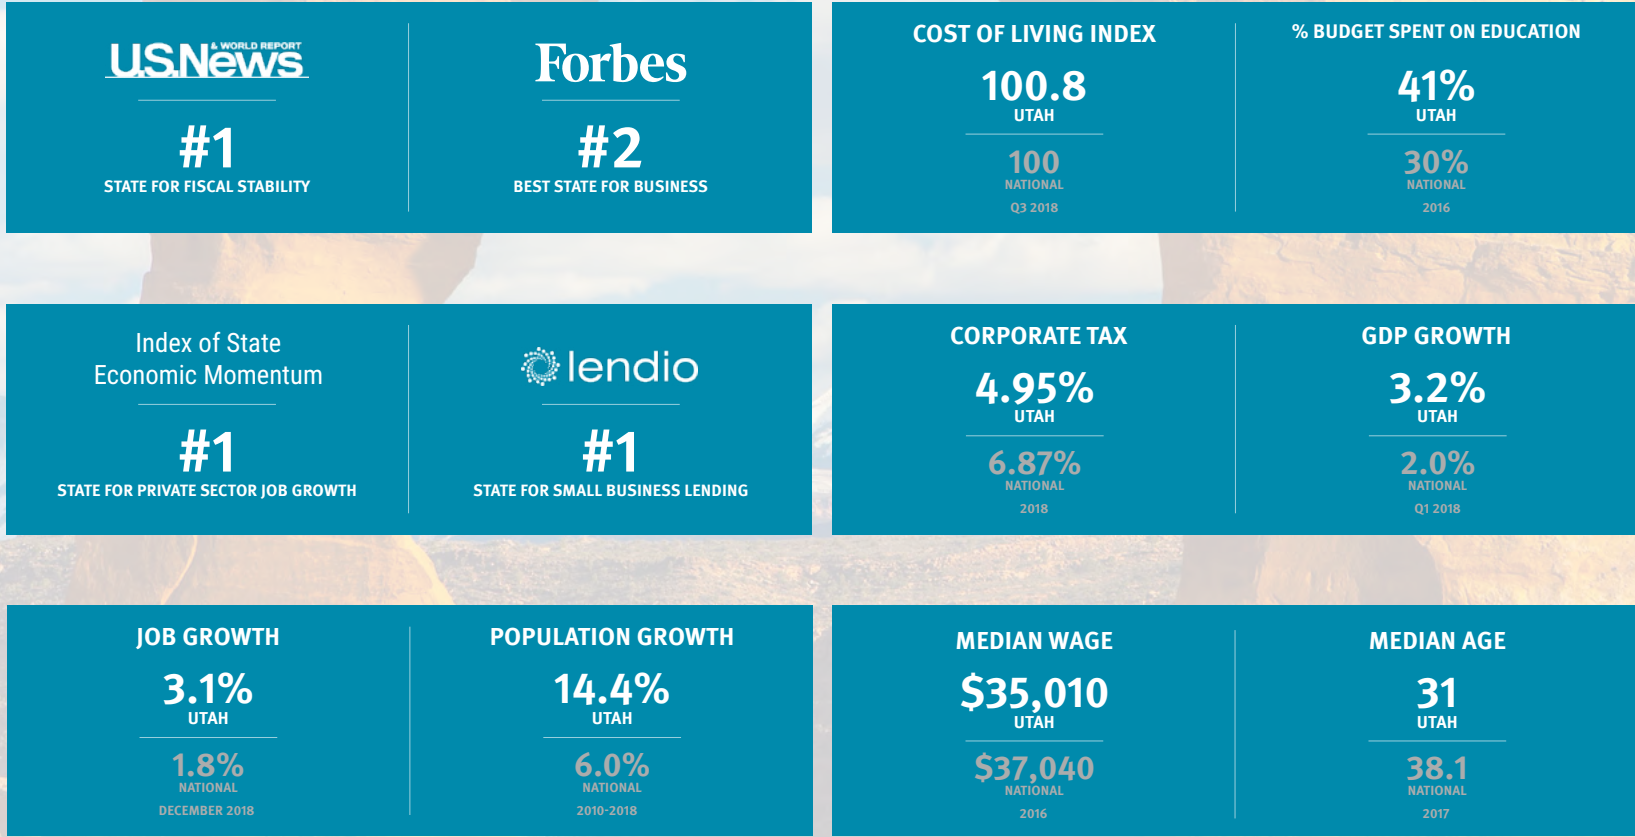 U.S.News
& WORLD REPORT
#1
STATE FOR FISCAL STABILITY
Forbes
#2
BEST STATE FOR BUSINESS
COST OF LIVING INDEX
100.8
UTAH
100
NATIONAL
Q3 2018
% BUDGET SPENT ON EDUCATION
41%
UTAH
30%
NATIONAL
2016
Index of State
Economic Momentum
#1
STATE FOR PRIVATE SECTOR JOB GROWTH
lendio
#1
STATE FOR SMALL BUSINESS LENDING
CORPORATE TAX
4.95%
UTAH
6.87%
NATIONAL
2018
GDP GROWTH
3.2%
UTAH
2.0%
NATIONAL
Q1 2018
JOB GROWTH
3.1%
UTAH
1.8%
NATIONAL
DECEMBER 2018
POPULATION GROWTH
14.4%
UTAH
6.0%
NATIONAL
2010-2018
MEDIAN WAGE
$35,010
UTAH
$37,040
NATIONAL
2016
MEDIAN AGE
31
UTAH
38.1
NATIONAL
2017